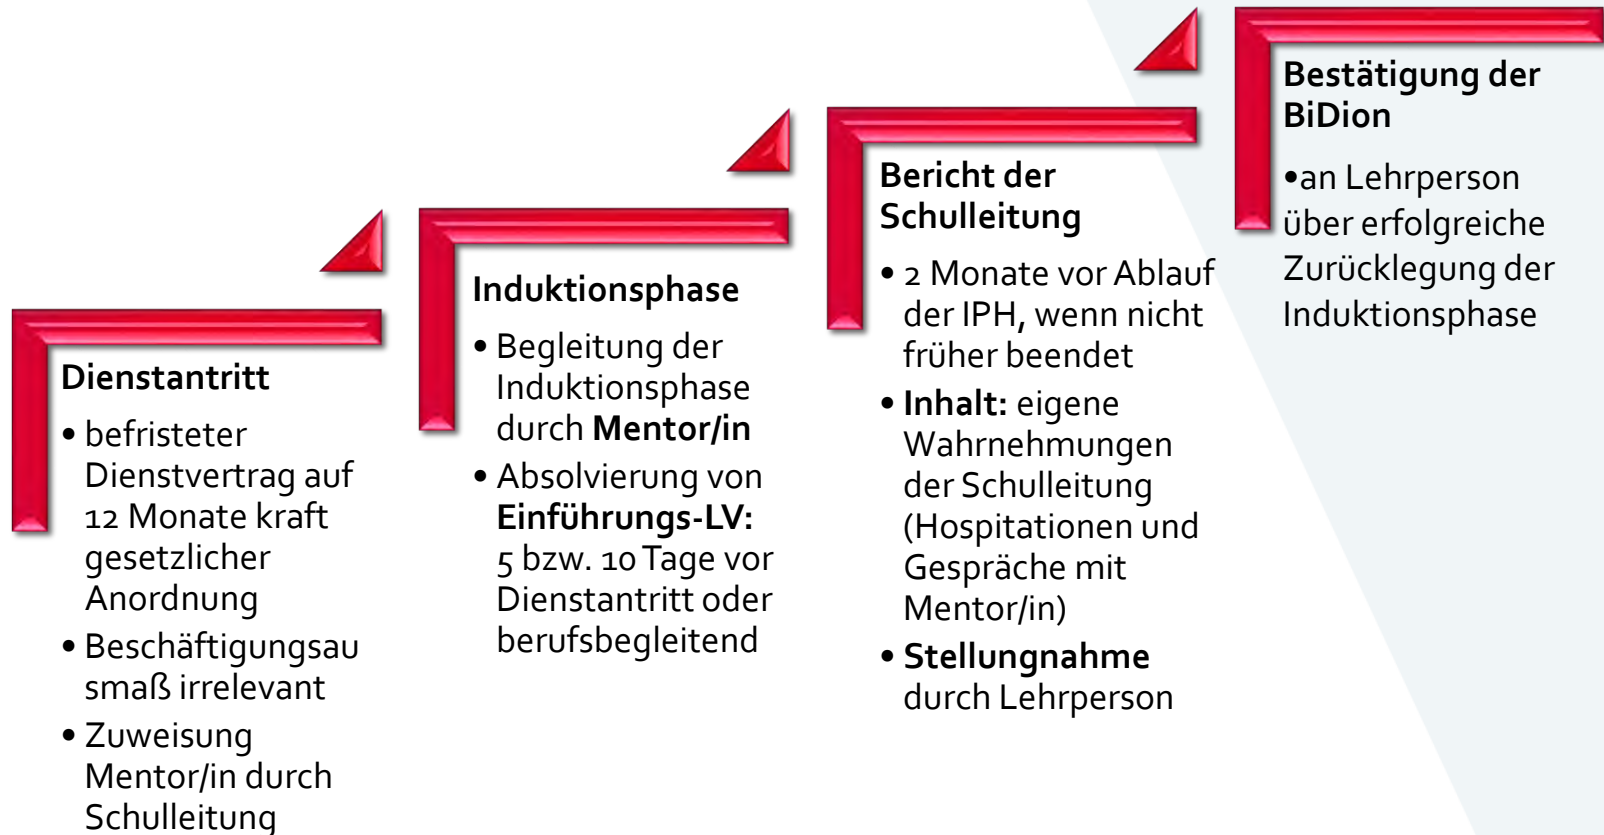 Dienstantritt
• befristeter
Dienstvertrag auf
12 Monate kraft
gesetzlicher
Anordnung
• Beschäftigungsau
smaß irrelevant
• Zuweisung
Mentor/in durch
Schulleitung
Induktionsphase
• Begleitung der
Induktionsphase
durch Mentor/in
• Absolvierung von
Einführungs-LV:
5 bzw. 10 Tage vor
Dienstantritt oder
berufsbegleitend
Bericht der
Schulleitung
• 2 Monate vor Ablauf
der IPH, wenn nicht
früher beendet
• Inhalt: eigene
Wahrnehmungen
der Schulleitung
(Hospitationen und
Gespräche mit
Mentor/in)
• Stellungnahme
durch Lehrperson
Bestätigung der
BiDion
•an Lehrperson
über erfolgreiche
Zurücklegung der
Induktionsphase